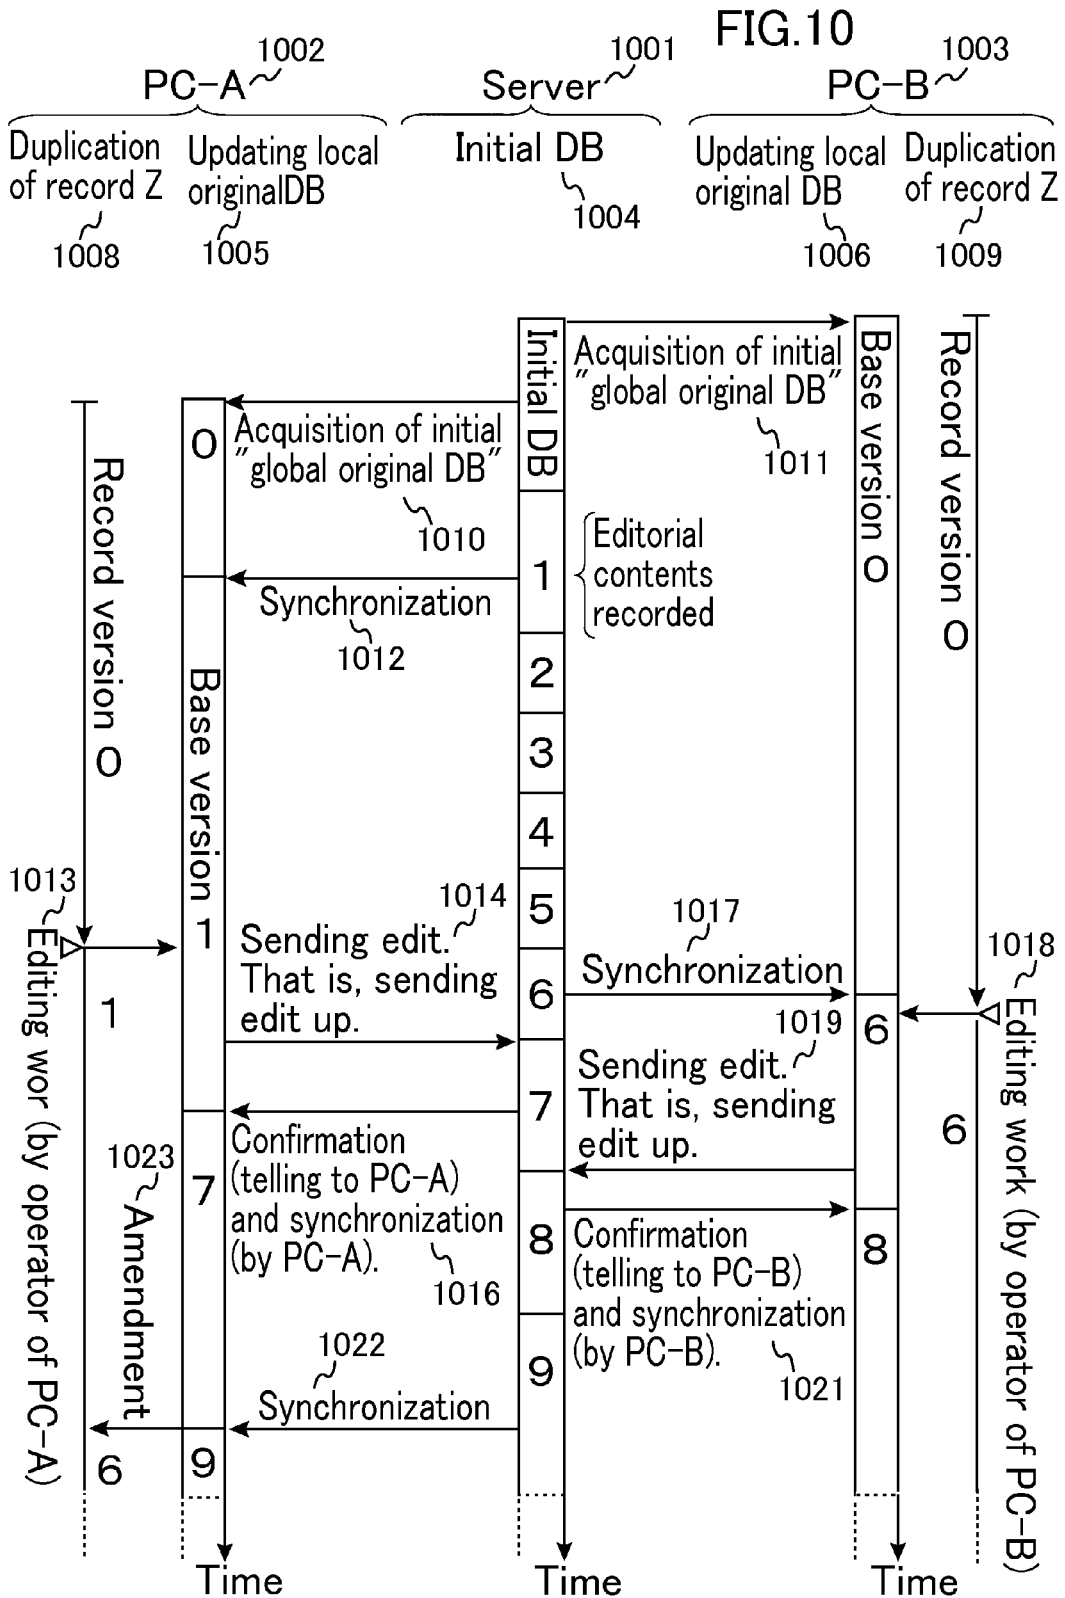 FIG.10
PC-A 1002
Server 1001
PC-B 1003
Duplication
of record Z
1008
Updating local
originalDB
1005
Initial DB
1004
Updating local
original DB
1006
Duplication
of record Z
1009
Record version 0
1
6
0
Base version 1
7
9
Initial DB
1
2
3
4
5
6
7
8
9
Base version 0
6
8
Record version 0
6
Acquisition of initial
"global original DB"
1011
Acquisition of initial
"global original DB"
1010
Editorial
contents
recorded
Synchronization
1012
1013
Editing wor (by operator of PC-A)
1014
Sending edit.
That is, sending
edit up.
1017
Synchronization
1018
Editing work (by operator of PC-B)
1019
Sending edit.
That is, sending
edit up.
Confirmation
(telling to PC-A)
and synchronization
(by PC-A).
1016
1023
Amendment
Confirmation
(telling to PC-B)
and synchronization
(by PC-B).
1021
1022
Synchronization
Time
Time
Time